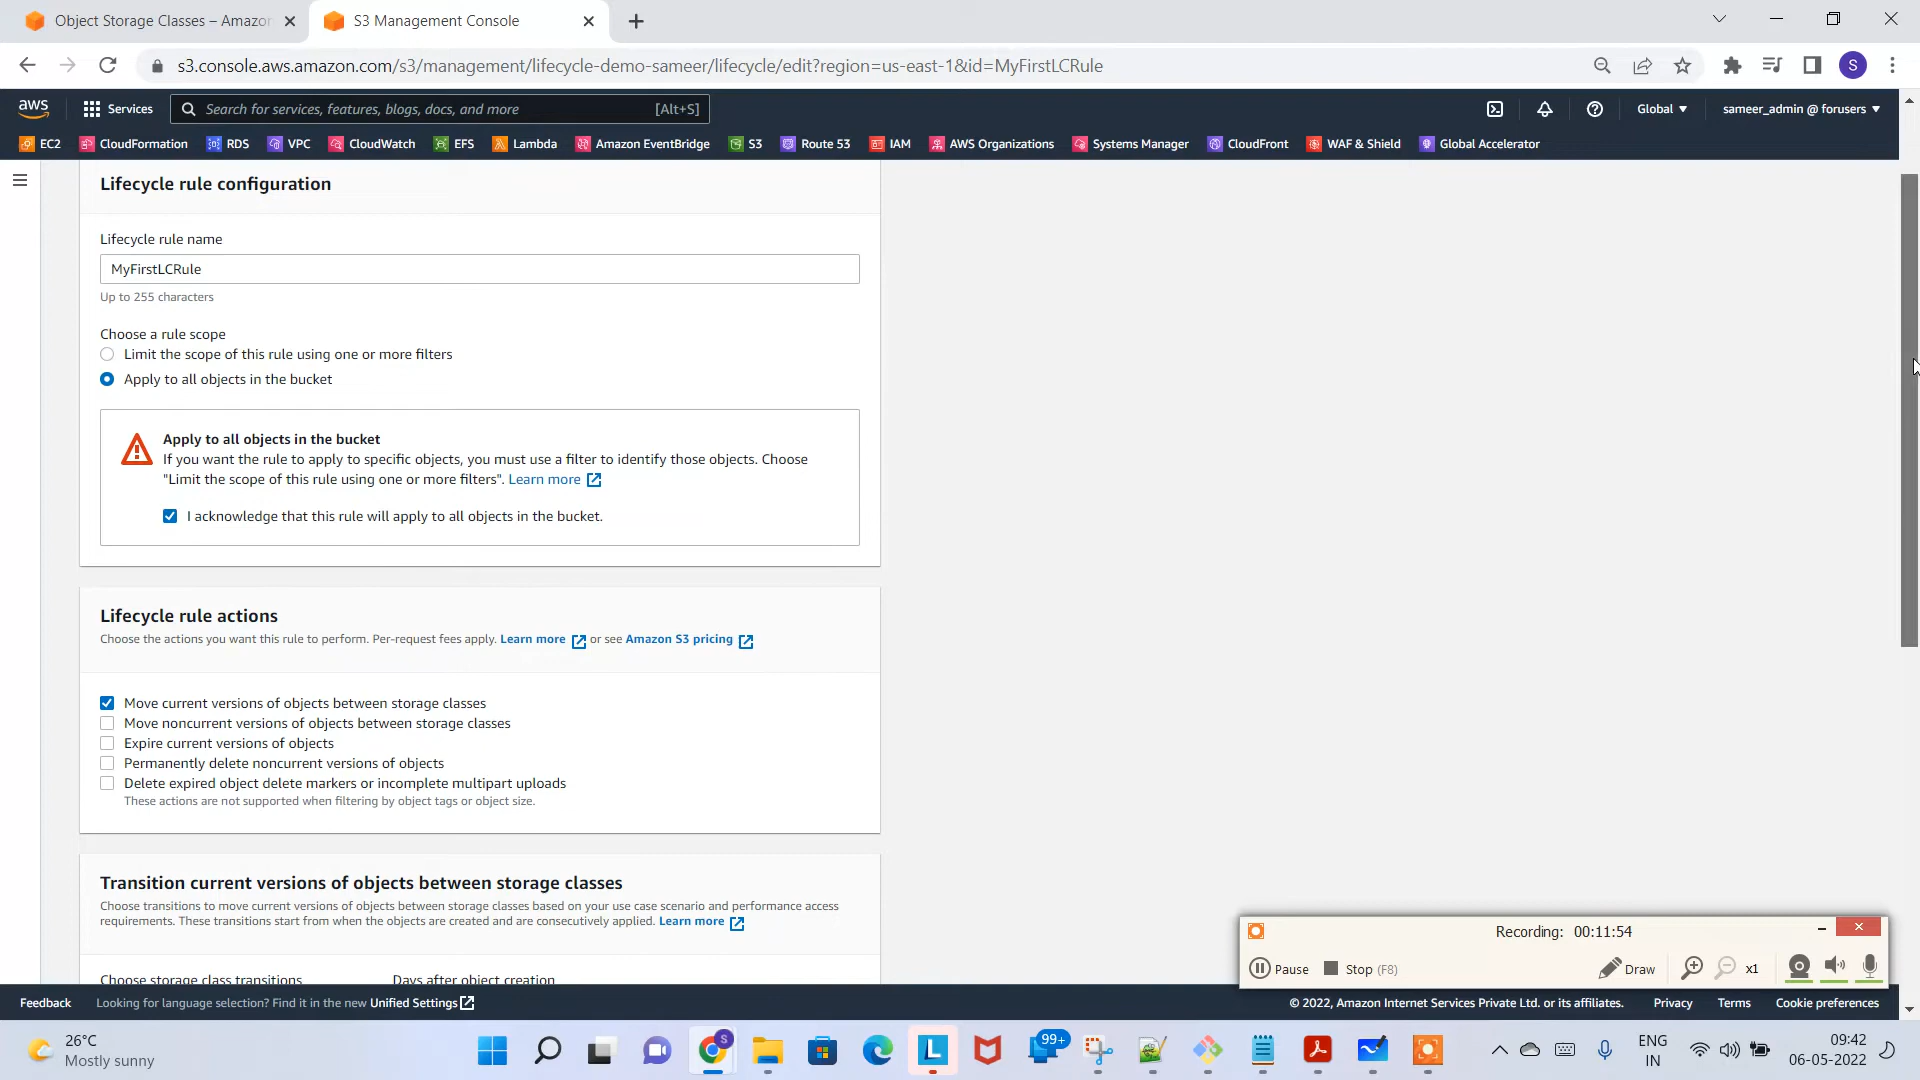 Object Storage Classes – Amazon
S3 Management Console
s3.console.aws.amazon.com/s3/management/lifecycle-demo-sameer/lifecycle/edit?region=us-east-1&id=MyFirstLCRule
S
aws
Services
Search for services, features, blogs, docs, and more
[Alt+S]
Global
sameer_admin @ forusers
EC2
CloudFormation
RDS
VPC
CloudWatch
EFS
Lambda
Amazon EventBridge
S3
Route 53
IAM
AWS Organizations
Systems Manager
CloudFront
WAF & Shield
Global Accelerator
Lifecycle rule configuration
Lifecycle rule name
MyFirstLCRule
Up to 255 characters
Choose a rule scope
Limit the scope of this rule using one or more filters
Apply to all objects in the bucket
Apply to all objects in the bucket
If you want the rule to apply to specific objects, you must use a filter to identify those objects. Choose
"Limit the scope of this rule using one or more filters". Learn more
I acknowledge that this rule will apply to all objects in the bucket.
Lifecycle rule actions
Choose the actions you want this rule to perform. Per-request fees apply. Learn more or see Amazon S3 pricing
Move current versions of objects between storage classes
Move noncurrent versions of objects between storage classes
Expire current versions of objects
Permanently delete noncurrent versions of objects
Delete expired object delete markers or incomplete multipart uploads
These actions are not supported when filtering by object tags or object size.
Transition current versions of objects between storage classes
Choose transitions to move current versions of objects between storage classes based on your use case scenario and performance access
requirements. These transitions start from when the objects are created and are consecutively applied. Learn more
Choose storage class transitions
Days after object creation
Recording: 00:11:54
Pause
Stop (F8)
Draw
x1
Feedback
Looking for language selection? Find it in the new Unified Settings
© 2022, Amazon Internet Services Private Ltd. or its affiliates.
Privacy
Terms
Cookie preferences
26°C
Mostly sunny
S
L
99+
ENG
IN
09:42
06-05-2022